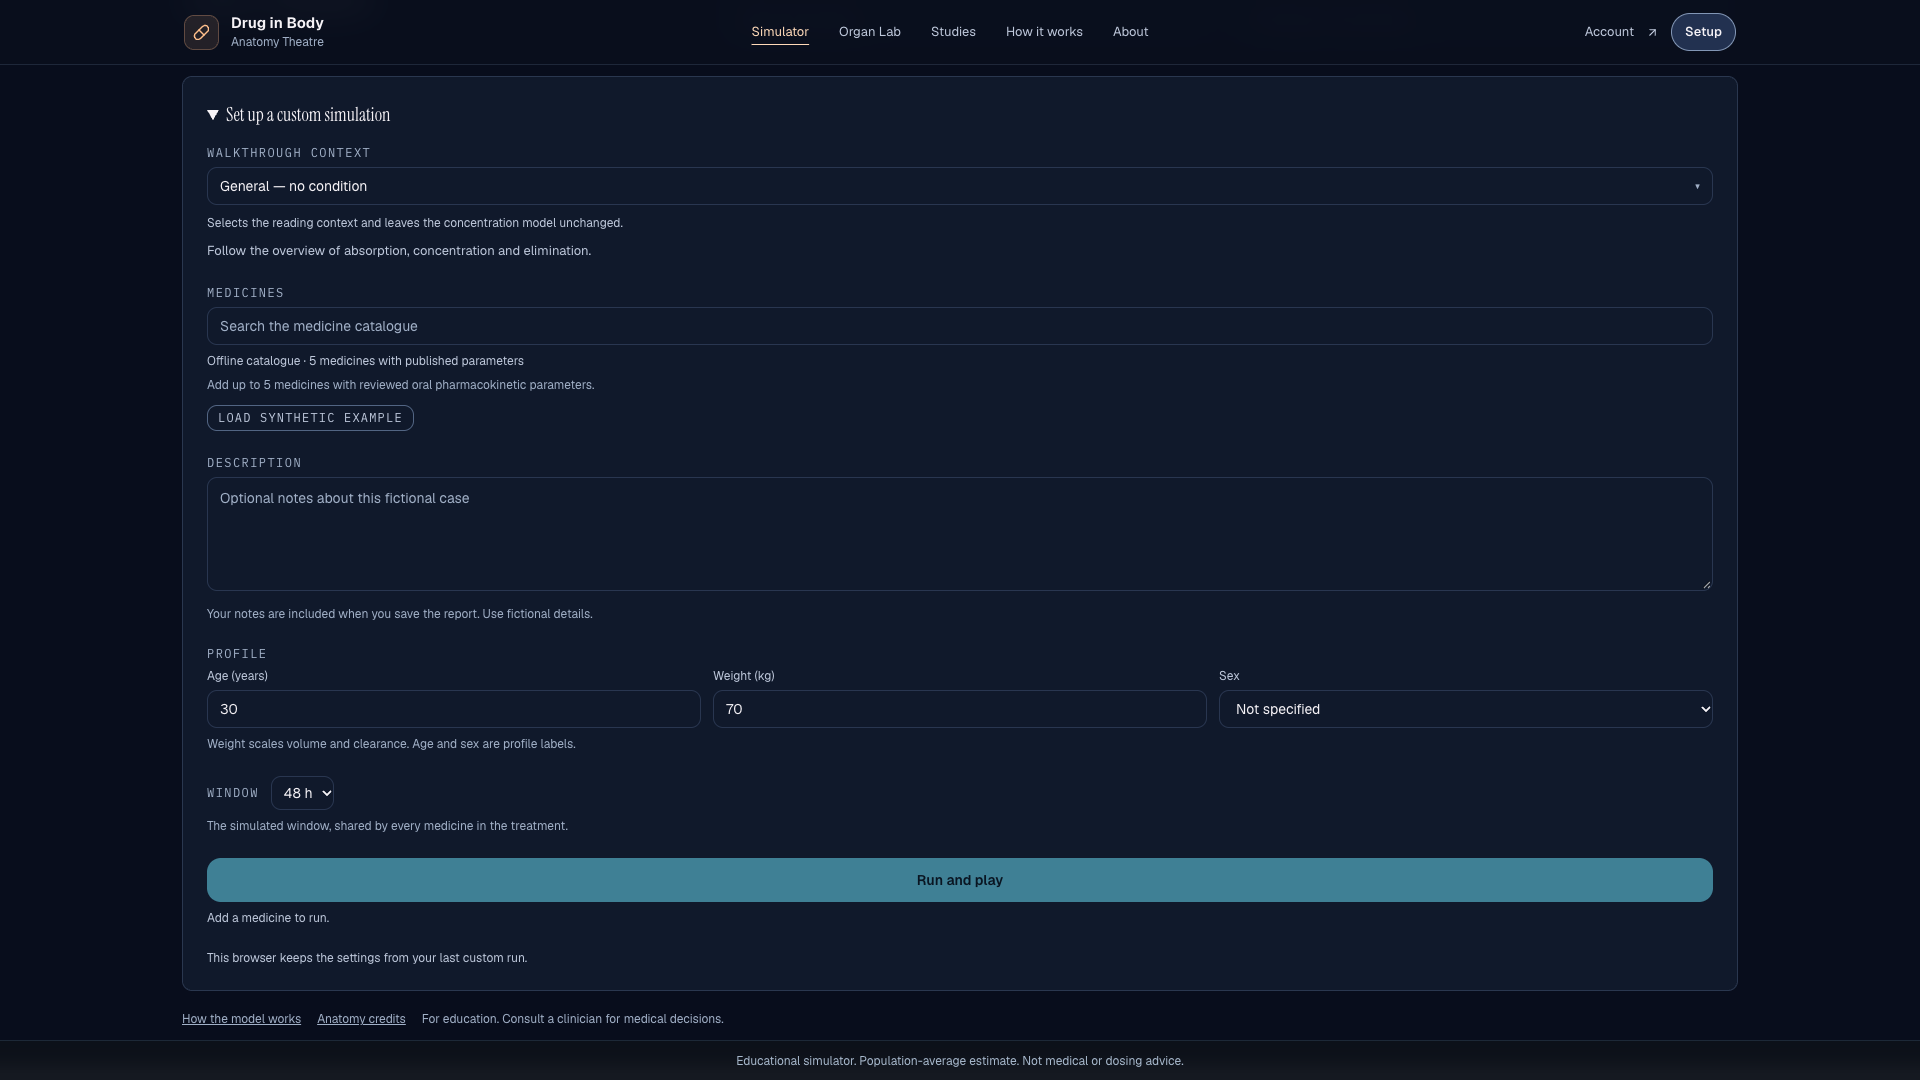 Drug in Body
Anatomy Theatre
Simulator
Organ Lab
Studies
How it works
About
Account
Setup
Set up a custom simulation
WALKTHROUGH CONTEXT
General — no condition
Selects the reading context and leaves the concentration model unchanged.
Follow the overview of absorption, concentration and elimination.
MEDICINES
Search the medicine catalogue
Offline catalogue · 5 medicines with published parameters
Add up to 5 medicines with reviewed oral pharmacokinetic parameters.
LOAD SYNTHETIC EXAMPLE
DESCRIPTION
Optional notes about this fictional case
Your notes are included when you save the report. Use fictional details.
PROFILE
Age (years)
Weight (kg)
Sex
30
70
Not specified
Weight scales volume and clearance. Age and sex are profile labels.
WINDOW
48 h
The simulated window, shared by every medicine in the treatment.
Run and play
Add a medicine to run.
This browser keeps the settings from your last custom run.
How the model works
Anatomy credits
For education. Consult a clinician for medical decisions.
Educational simulator. Population-average estimate. Not medical or dosing advice.